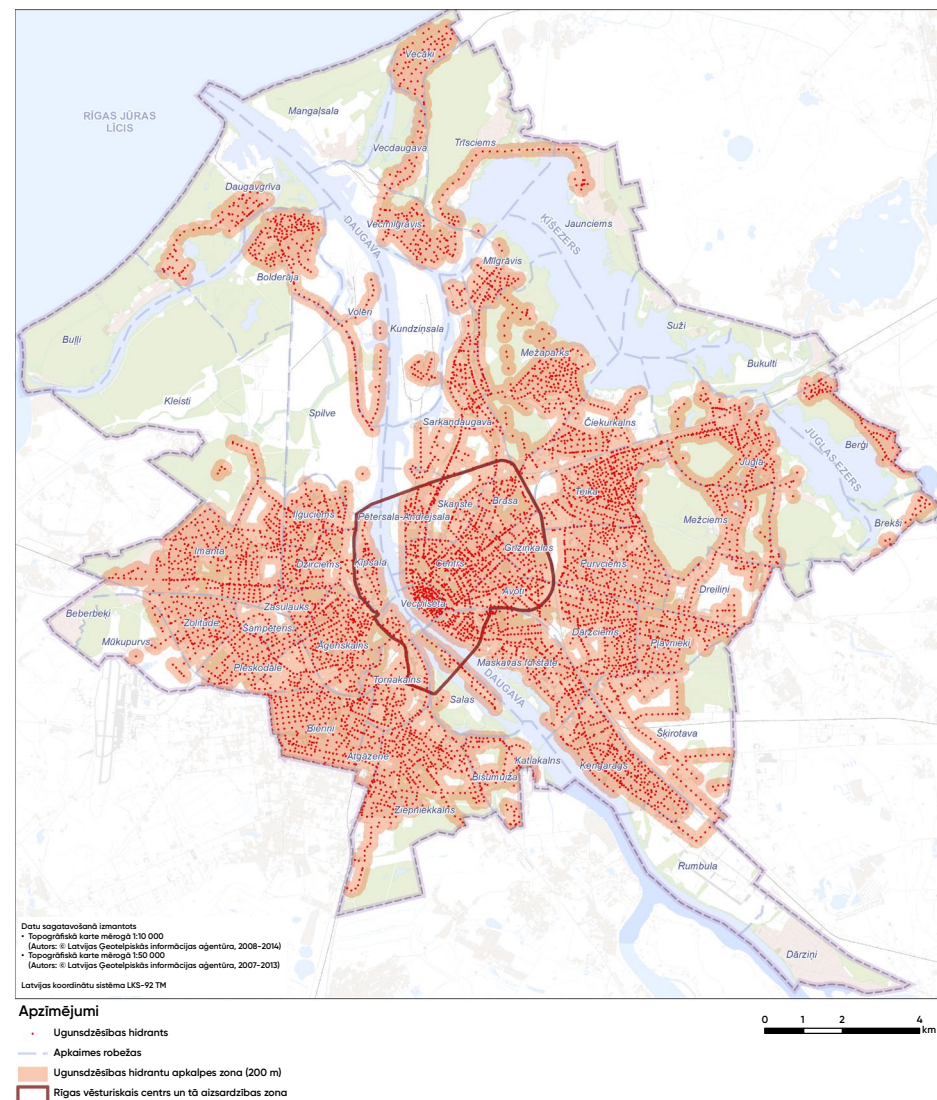 Vecāķi
Mangaļsala
RĪGAS JŪRAS
LĪCIS
Vecdaugava
Trīsciems
Daugavgrīva
Vecmīlgrāvis
Jaunciems
DAUGAVA
ĶĪŠEZERS
Bolderāja
Mīlgrāvis
Voleri
Kundziņsala
Suži
Buļļi
Mežaparks
Bukulti
Kleisti
Spilve
Sarkandaugava
Čiekurkalns
JUGLAS EZERS
Berģi
Jugla
Skanste
Brasa
Teika
Iļģuciems
Pētersala-Andrejsala
Mežciems
Brekši
Imanta
Grīziņkalns
Dzirciems
Ķīpsala
Centrs
Purvciems
Avoti
Dreiliņi
Beberbeķi
Zasulauks
Vecpilsēta
Zolitūde
Šampēteris
Dārzciems
Mūkupurvs
Āgenskalns
Pļavnieki
Pleskodāle
Maskavas forštate
Torņakalns
DAUGAVA
Salas
Bieriņi
Šķirotava
Atgāzene
Katlakalns
Bišumuiža
Ķengarags
Ziepniekkalns
Rumbula
Dārziņi
Datu sagatavošanā izmantots
• Topogrāfiskā karte mērogā 1:10 000
(Autors: © Latvijas Ģeotelpiskās informācijas aģentūra, 2008-2014)
• Topogrāfiskā karte mērogā 1:50 000
(Autors: © Latvijas Ģeotelpiskās informācijas aģentūra, 2007-2013)
Latvijas koordinātu sistēma LKS-92 TM
Apzīmējumi
Ugunsdzēsības hidrants
Apkaimes robežas
Ugunsdzēsības hidrantu apkalpes zona (200 m)
Rīgas vēsturiskais centrs un tā aizsardzības zona
0 1 2 4
km